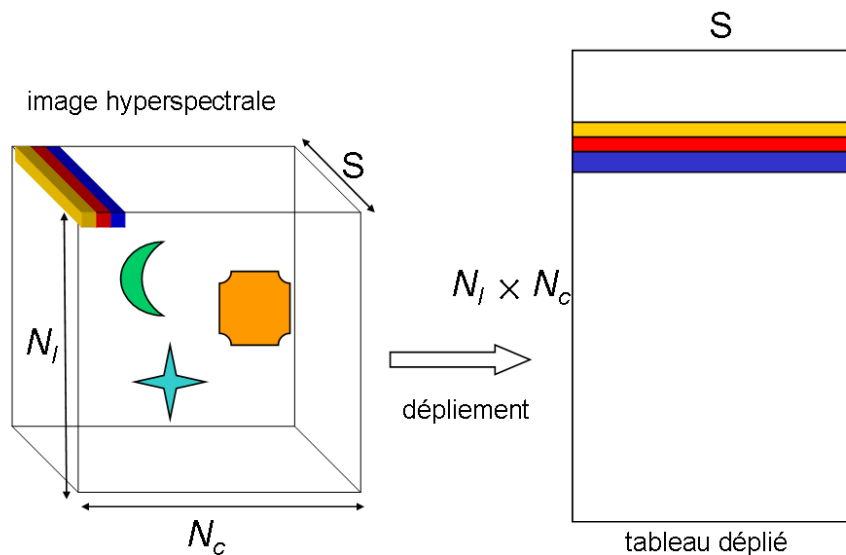 image hyperspectrale
S
N_l
N_c
dépliement
S
N_l × N_c
tableau déplié